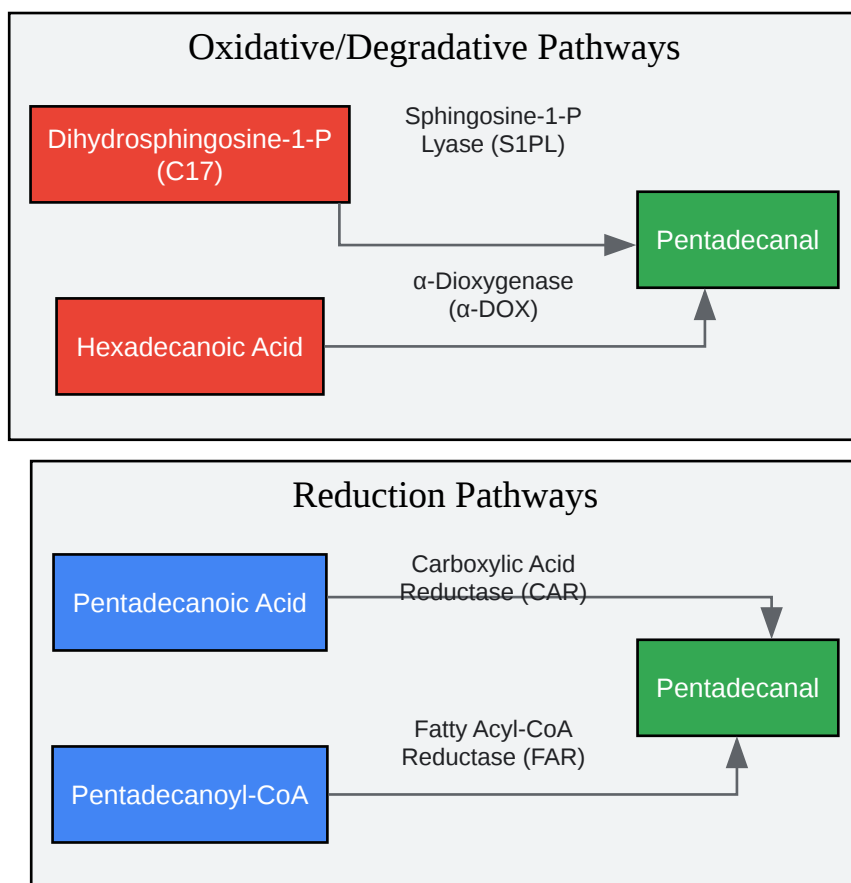 Oxidative/Degradative Pathways
Dihydrosphingosine-1-P
(C17)
Sphingosine-1-P
Lyase (S1PL)
Pentadecanal
α-Dioxygenase
(α-DOX)
Hexadecanoic Acid
Reduction Pathways
Pentadecanoic Acid
Carboxylic Acid
Reductase (CAR)
Pentadecanal
Fatty Acyl-CoA
Reductase (FAR)
Pentadecanoyl-CoA